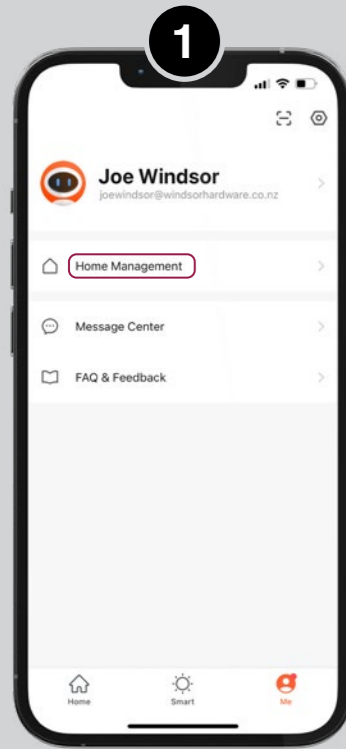 1
Joe Windsor
joewindsor@windsorhardware.co.nz
Home Management
Message Center
FAQ & Feedback
Home Smart Me